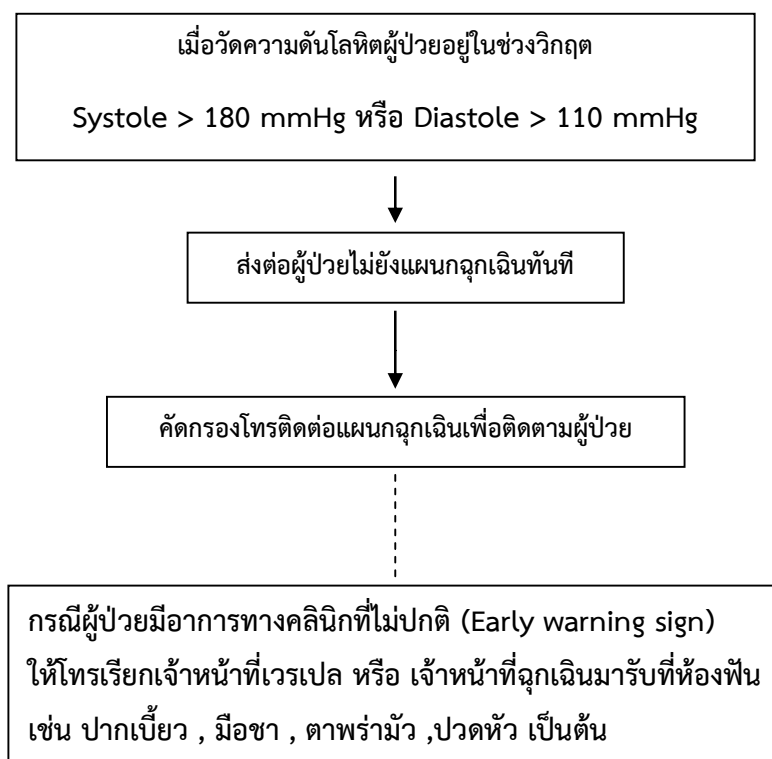 เมื่อวัดความดันโลหิตผู้ป่วยอยู่ในช่วงวิกฤต
Systole > 180 mmHg หรือ Diastole > 110 mmHg
ส่งต่อผู้ป่วยไม่ยังแผนกฉุกเฉินทันที
คัดกรองโทรติดต่อแผนกฉุกเฉินเพื่อติดตามผู้ป่วย
กรณีผู้ป่วยมีอาการทางคลินิกที่ไม่ปกติ (Early warning sign)
ให้โทรเรียกเจ้าหน้าที่เวรเปล หรือ เจ้าหน้าที่ฉุกเฉินมารับที่ห้องฟัน
เช่น ปากเบี้ยว , มือชา , ตาพร่ามัว ,ปวดหัว เป็นต้น